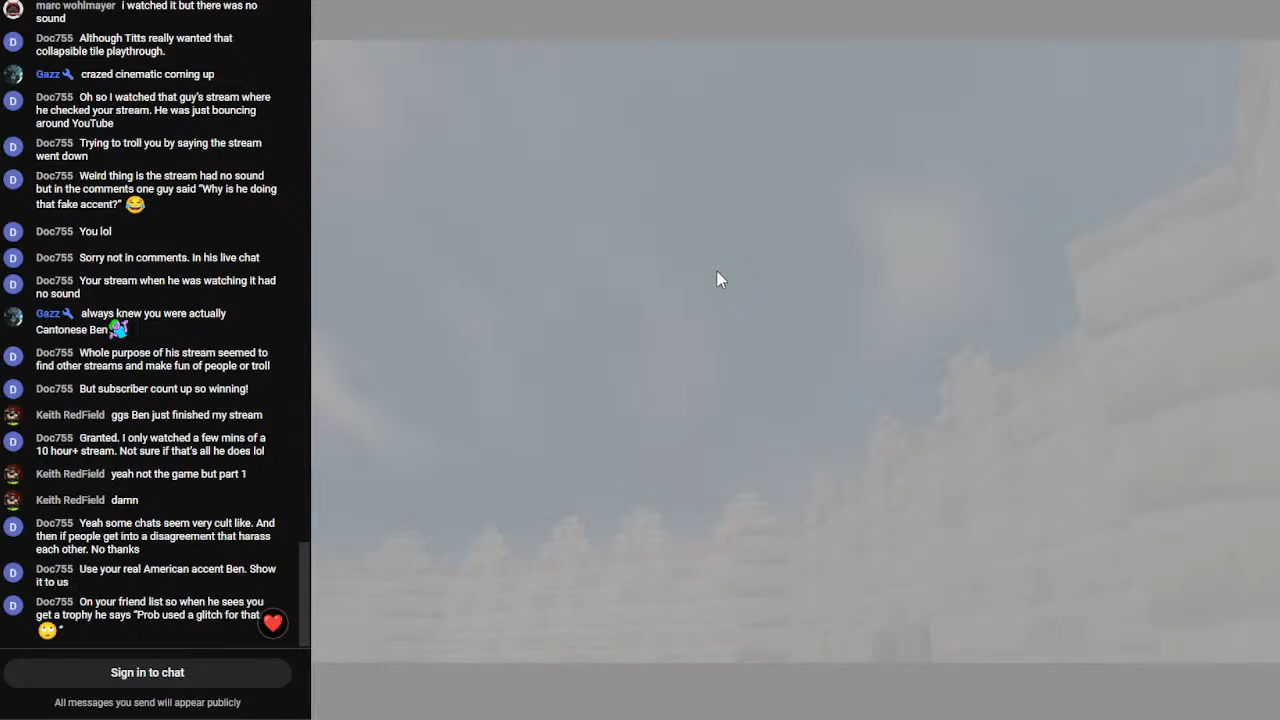 marc wohlmayer i watched it but there was no
sound
Doc755 Although Titts really wanted that
collapsible tile playthrough.
Gazz crazed cinematic coming up
Doc755 Oh so I watched that guy's stream where
he checked your stream. He was just bouncing
around YouTube
Doc755 Trying to troll you by saying the stream
went down
Doc755 Weird thing is the stream had no sound
but in the comments one guy said “Why is he doing
that fake accent?” 😂
Doc755 You lol
Doc755 Sorry not in comments. In his live chat
Doc755 Your stream when he was watching it had
no sound
Gazz always knew you were actually
Cantonese Ben
Doc755 Whole purpose of his stream seemed to
find other streams and make fun of people or troll
Doc755 But subscriber count up so winning!
Keith RedField ggs Ben just finished my stream
Doc755 Granted. I only watched a few mins of a
10 hour+ stream. Not sure if that's all he does lol
Keith RedField yeah not the game but part 1
Keith RedField damn
Doc755 Yeah some chats seem very cult like. And
then if people get into a disagreement that harass
each other. No thanks
Doc755 Use your real American accent Ben. Show
it to us
Doc755 On your friend list so when he sees you
get a trophy he says “Prob used a glitch for that
🙄 “
Sign in to chat
All messages you send will appear publicly
D
D
D
D
D
D
D
D
D
D
D
D
D
D